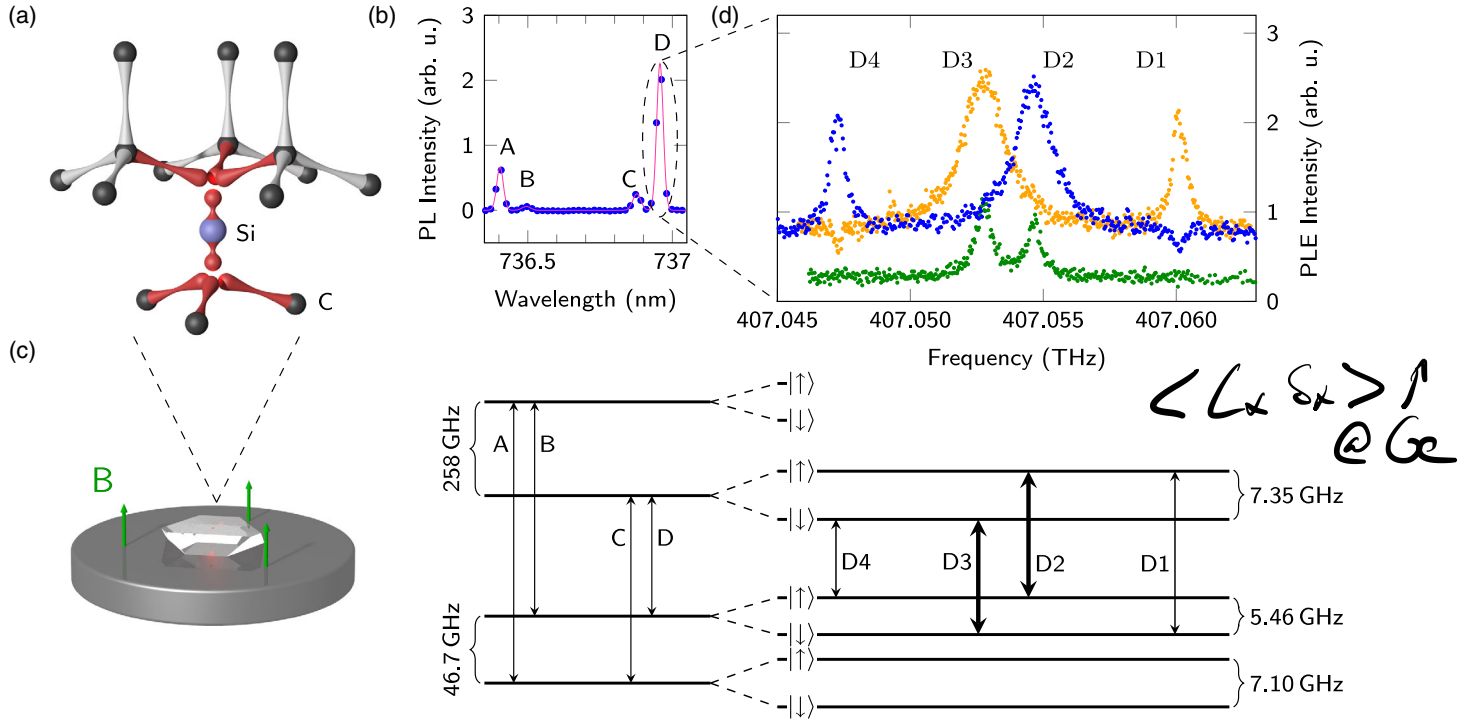 (a)
Si
C
(b)
PL Intensity (arb. u.)
3
2
1
0
A
B
C
D
736.5
737
Wavelength (nm)
(d)
D4
D3
D2
D1
3
2
1
0
PLE Intensity (arb. u.)
407.045
407.050
407.055
407.060
Frequency (THz)
(c)
B
258 GHz
46.7 GHz
A
B
C
D
|↑⟩
|↓⟩
|↑⟩
|↓⟩
|↑⟩
|↓⟩
|↑⟩
|↓⟩
D4
D3
D2
D1
7.35 GHz
5.46 GHz
7.10 GHz
@ Ge